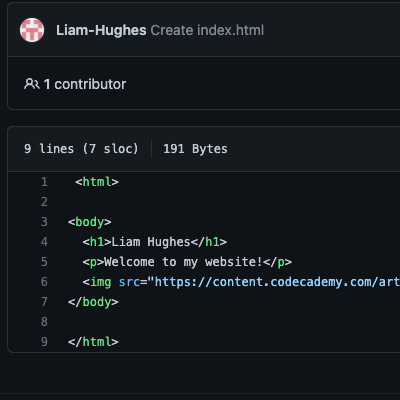 Liam-Hughes Create index.html
1 contributor
9 lines (7 sloc) 191 Bytes
1 <html>
2
3 <body>
4 <h1>Liam Hughes</h1>
5 <p>Welcome to my website!</p>
6 <img src="https://content.codecademy.com/art
7 </body>
8
9 </html>